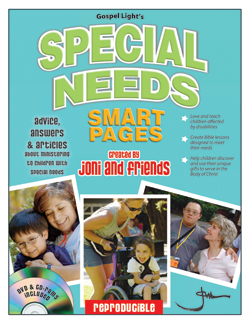 Gospel Light's
SPECIAL
NEEDS
SMART
PAGES
advice,
answers
& articles
about ministering
to children with
special needs
created by
Joni and Friends
Love and teach
children affected
by disabilities
Create Bible lessons
designed to meet
their needs
Help children discover
and use their unique
gifts to serve in the
Body of Christ
DVD & CD-ROMS
INCLUDED
reproducible